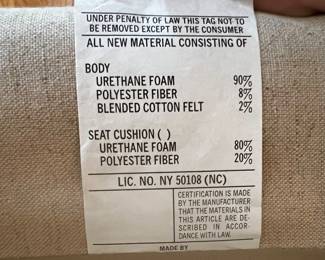 UNDER PENALTY OF LAW THIS TAG NOT TO
BE REMOVED EXCEPT BY THE CONSUMER
ALL NEW MATERIAL CONSISTING OF
BODY
URETHANE FOAM 90%
POLYESTER FIBER 8%
BLENDED COTTON FELT 2%
SEAT CUSHION ( )
URETHANE FOAM 80%
POLYESTER FIBER 20%
LIC. NO. NY 50108 (NC)
CERTIFICATION IS MADE
BY THE MANUFACTURER
THAT THE MATERIALS IN
THIS ARTICLE ARE DE-
SCRIBED IN ACCOR-
DANCE WITH LAW.
MADE BY